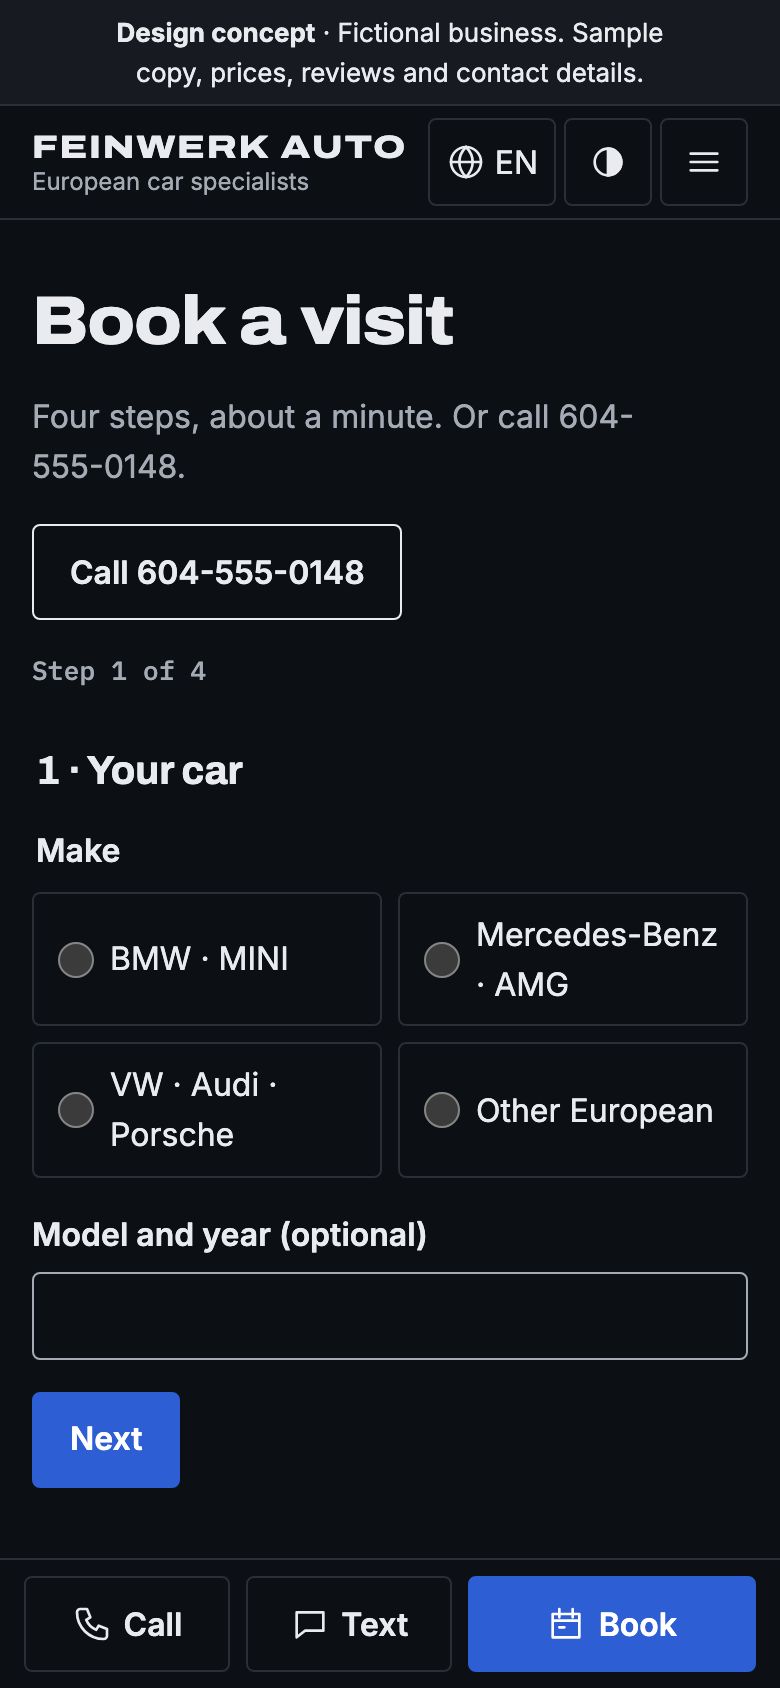 Design concept · Fictional business. Sample
copy, prices, reviews and contact details.
FEINWERK AUTO
European car specialists
EN
Book a visit
Four steps, about a minute. Or call 604-
555-0148.
Call 604-555-0148
Step 1 of 4
1 · Your car
Make
BMW · MINI
Mercedes-Benz
· AMG
VW · Audi ·
Porsche
Other European
Model and year (optional)
Next
Call
Text
Book